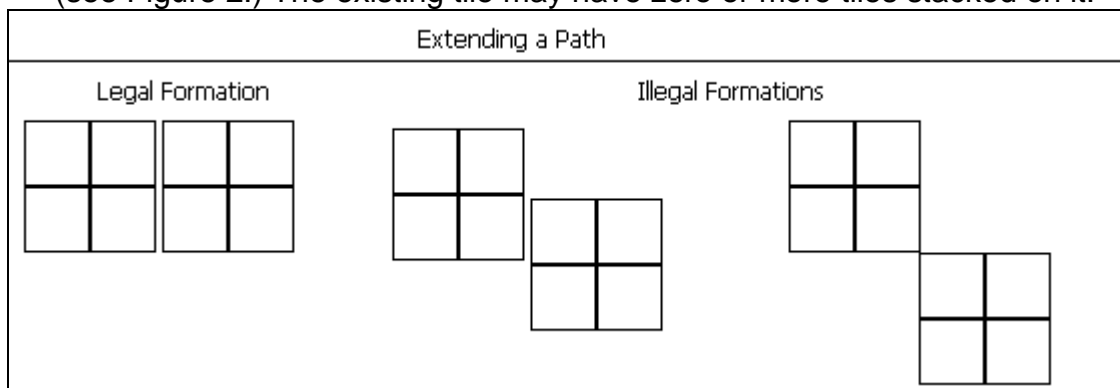 (see Figure 2.) The existing tile may have zero or more tiles stacked on it.
Extending a Path
Legal Formation
Illegal Formations